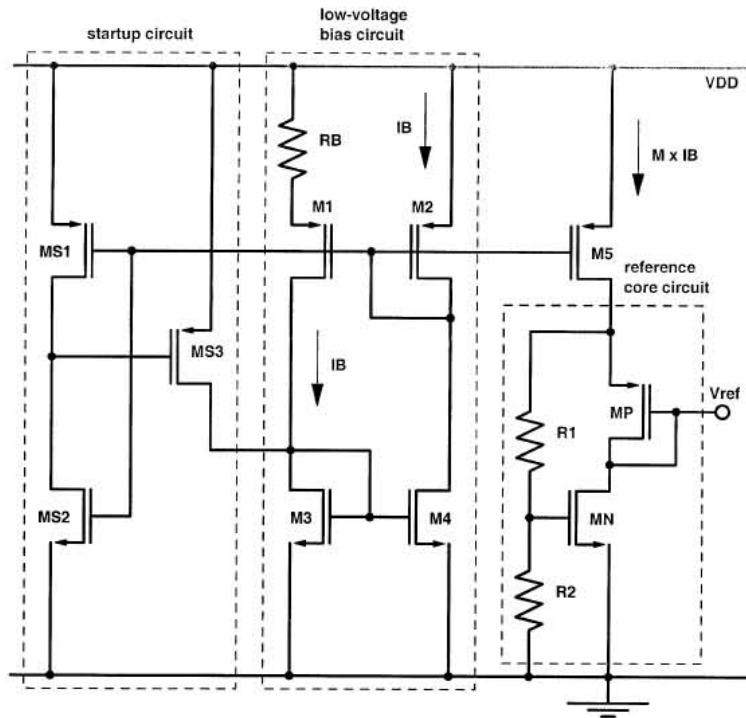 startup circuit
low-voltage
bias circuit
VDD
RB
IB
M x IB
M1
M2
MS1
M5
reference
core circuit
MS3
IB
MP
Vref
R1
MS2
M3
M4
MN
R2